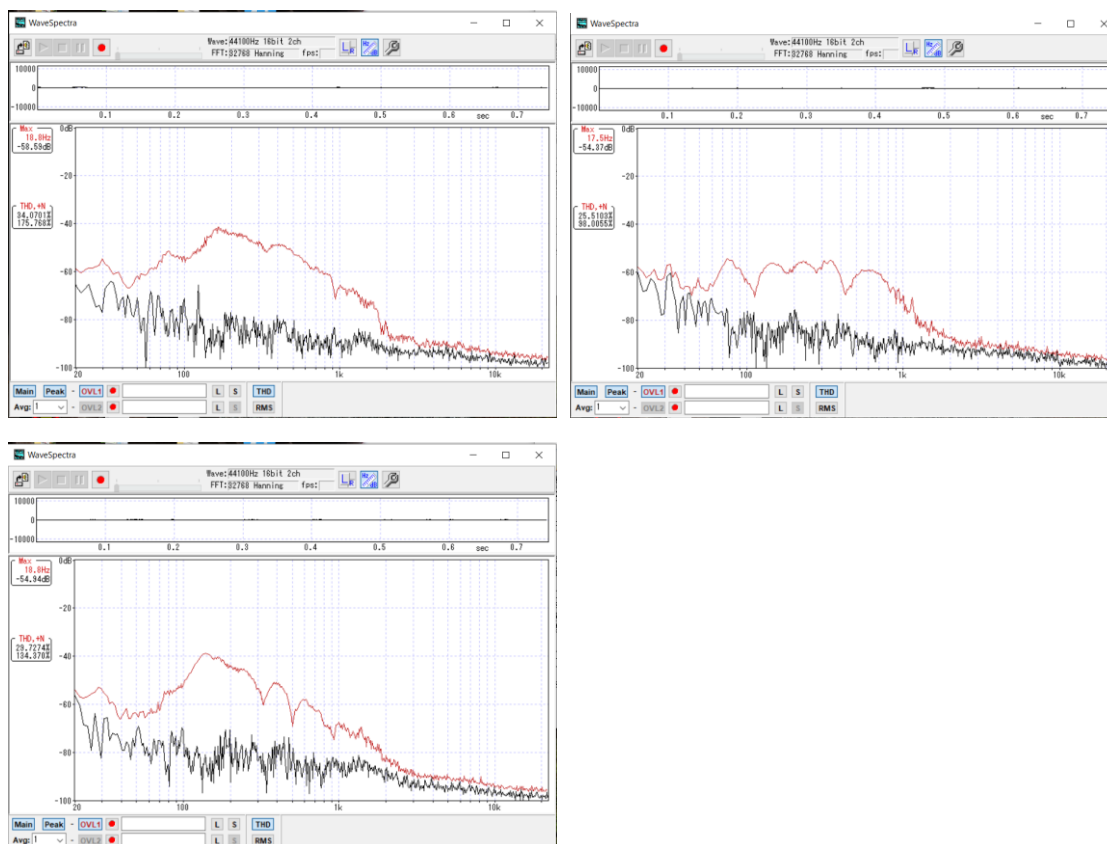 WaveSpectra
Wave:44100Hz 16bit 2ch
FFT:32768 Hanning fps:
10000
0
-10000
0.1 0.2 0.3 0.4 0.5 sec 0.6 0.7
Max
18.8Hz
-58.59dB
THD,+N
34.0701%
175.768%
0dB
-20
-40
-60
-80
-100
20 100 1k 10k
Main Peak - OVL1 L S THD
Avg: 1 - OVL2 L S RMS
WaveSpectra
Wave:44100Hz 16bit 2ch
FFT:32768 Hanning fps:
10000
0
-10000
0.1 0.2 0.3 0.4 0.5 sec 0.6 0.7
Max
17.5Hz
-54.37dB
THD,+N
25.5103%
98.0055%
0dB
-20
-40
-60
-80
-100
20 100 1k 10k
Main Peak - OVL1 L S THD
Avg: 1 - OVL2 L S RMS
WaveSpectra
Wave:44100Hz 16bit 2ch
FFT:32768 Hanning fps:
10000
0
-10000
0.1 0.2 0.3 0.4 0.5 sec 0.6 0.7
Max
18.8Hz
-54.94dB
THD,+N
29.7274%
134.370%
0dB
-20
-40
-60
-80
-100
20 100 1k 10k
Main Peak - OVL1 L S THD
Avg: 1 - OVL2 L S RMS